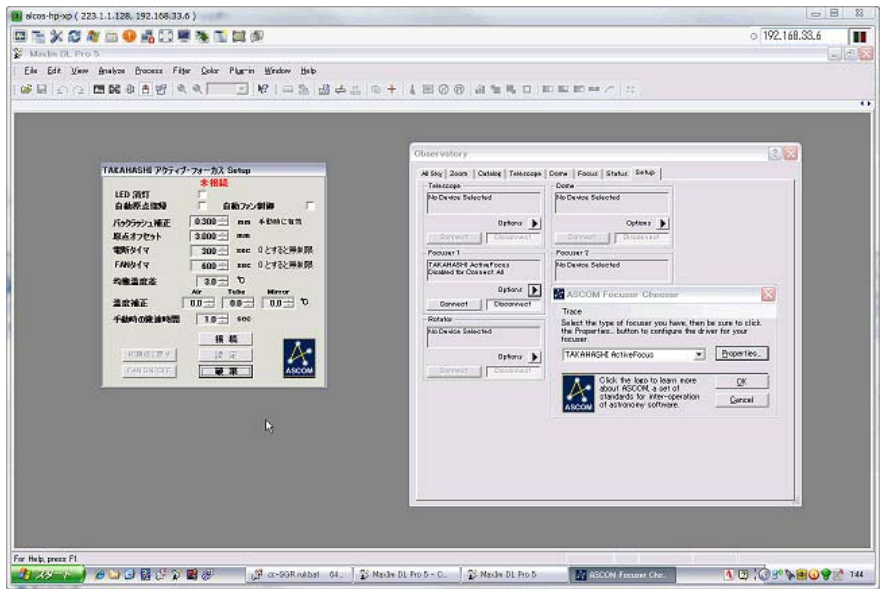 alcos-hp-xp ( 223.1.1.128, 192.168.33.6 )
192.168.33.6
MaxIm DL Pro 5
File Edit View Analyze Process Filter Color Plug-in Window Help
TAKAHASHI アクティブ・フォーカス Setup
未接続
LED 消灯
自動原点復帰 自動ファン制御
バックラッシュ補正 0.300 mm 手動時に有効
原点オフセット 3.000 mm
電断タイマ 300 sec 0とすると無制限
FANタイマ 600 sec 0とすると無制限
均衡温度差 3.0 ℃
Air Tube Mirror
温度補正 0.0 0.0 0.0 ℃
1.0 sec
接続
設定
FAN ON/OFF
破棄
ASCOM
Observatory
All Sky Zoom Catalog Telescope Dome Focus Status Setup
Telescope
No Device Selected
Options
Connect Disconnect
Dome
No Device Selected
Options
Connect Disconnect
Focuser 1
TAKAHASHI ActiveFocus
Disabled for Connect All
Options
Connect Disconnect
Focuser 2
No Device Selected
Rotator
No Device Selected
Options
Connect Disconnect
ASCOM Focuser Chooser
Trace
Select the type of focuser you have, then be sure to click
the Properties... button to configure the driver for your
focuser.
TAKAHASHI ActiveFocus
Properties...
Click the logo to learn more
about ASCOM, a set of
standards for inter-operation
of astronomy software.
ASCOM
OK
Cancel
For Help, press F1
スタート
MaxIm DL Pro 5 - C...
MaxIm DL Pro 5
ASCOM Focuser Cho...
1:44